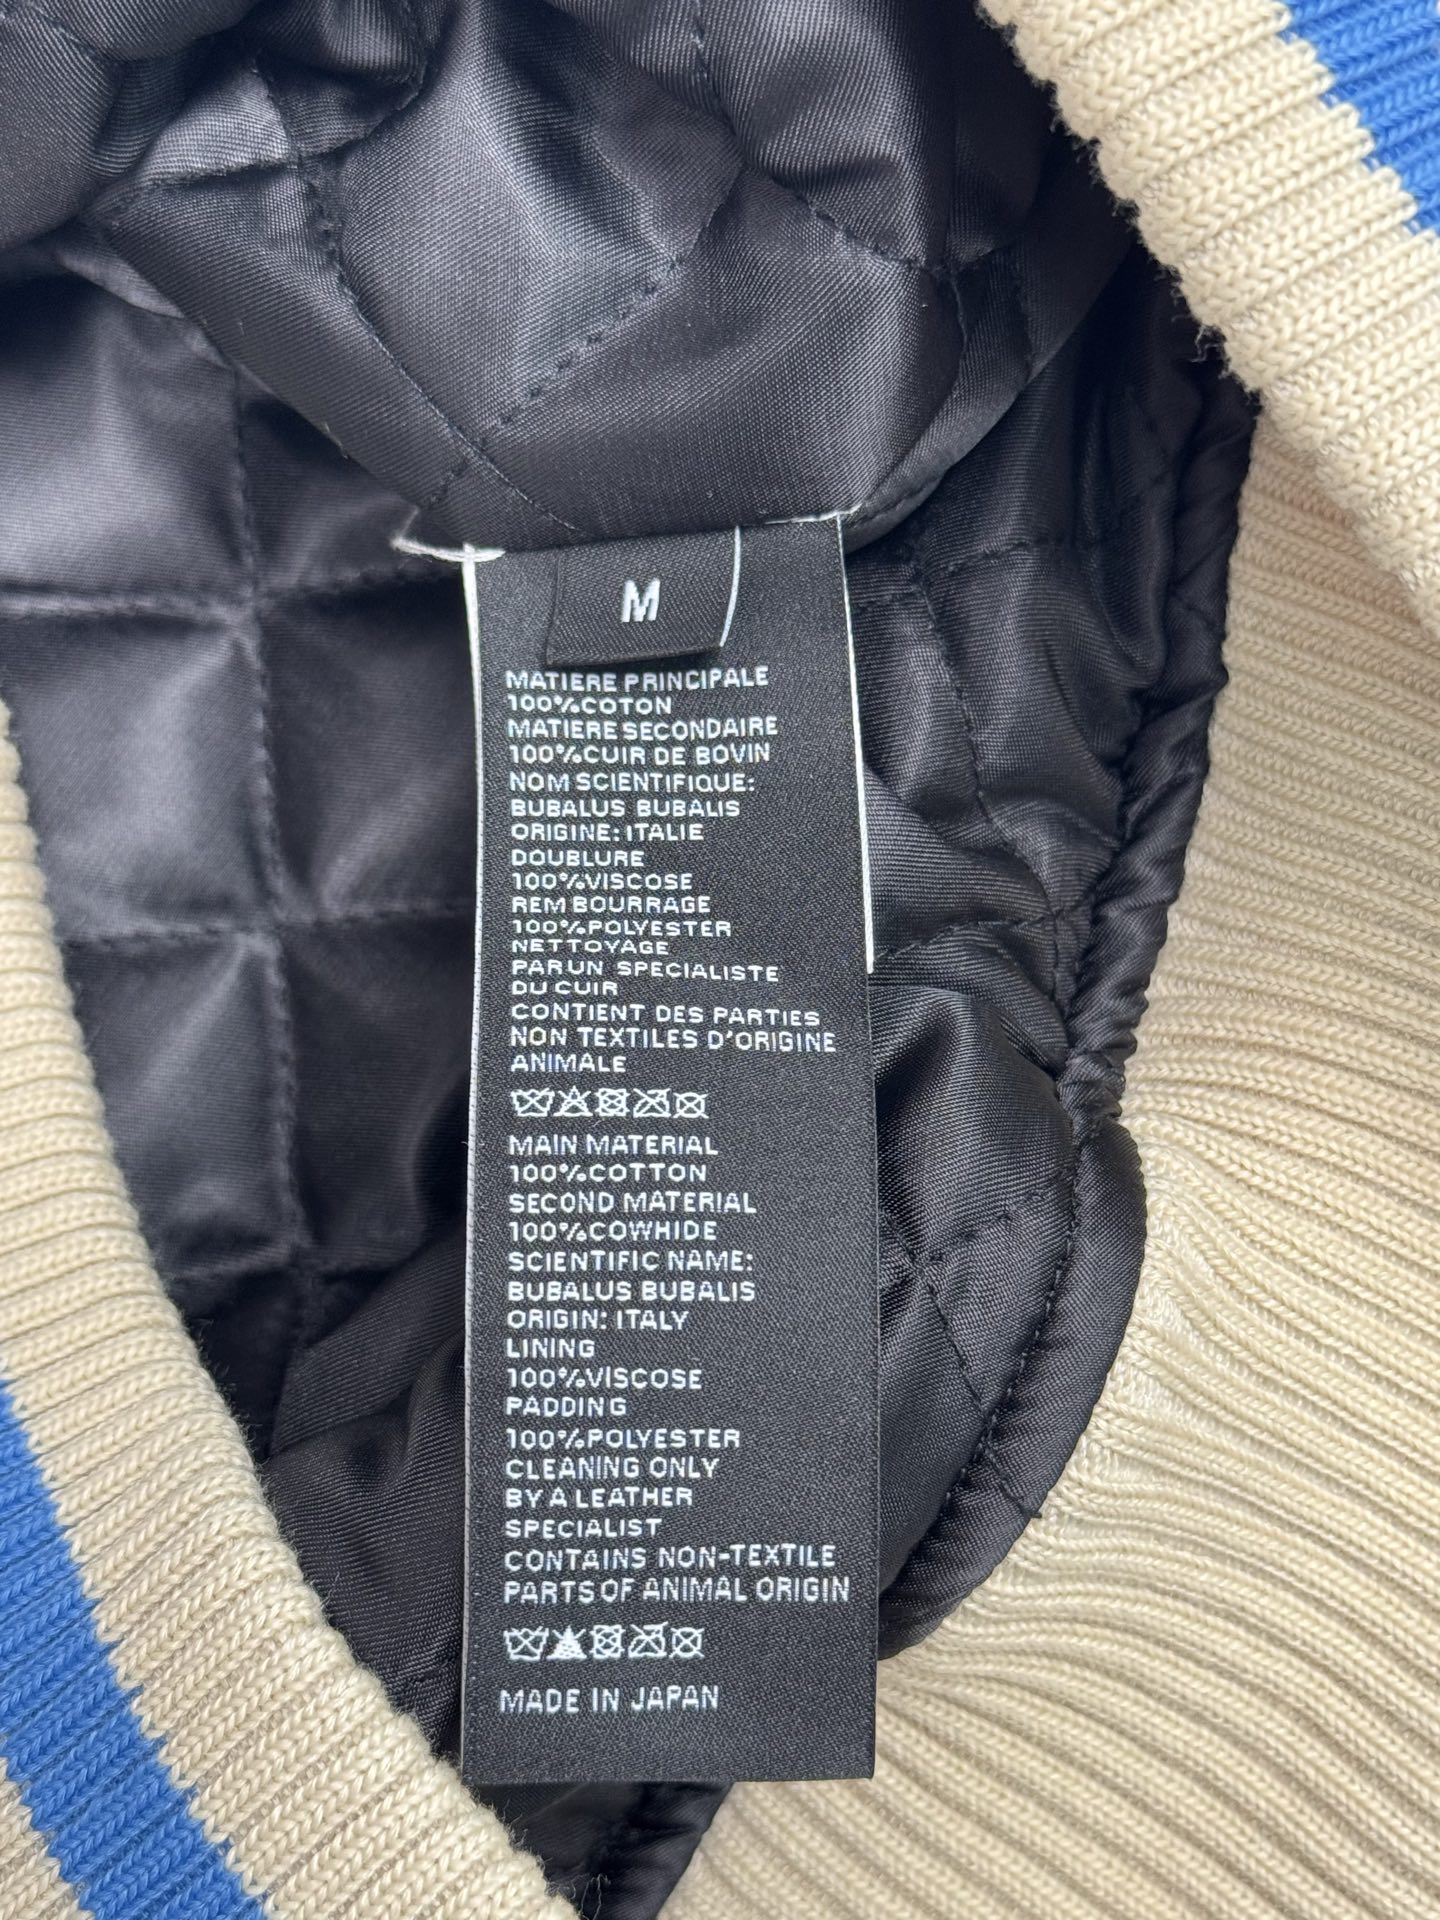 M
MATIERE PRINCIPALE
100%COTON
MATIERE SECONDAIRE
100%CUIR DE BOVIN
NOM SCIENTIFIQUE:
BUBALUS BUBALIS
ORIGINE: ITALIE
DOUBLURE
100%VISCOSE
REMBOURRAGE
100%POLYESTER
NETTOYAGE
PAR UN SPECIALISTE
DU CUIR
CONTIENT DES PARTIES
NON TEXTILES D'ORIGINE
ANIMALE
MAIN MATERIAL
100%COTTON
SECOND MATERIAL
100%COWHIDE
SCIENTIFIC NAME:
BUBALUS BUBALIS
ORIGIN: ITALY
LINING
100%VISCOSE
PADDING
100%POLYESTER
CLEANING ONLY
BY A LEATHER
SPECIALIST
CONTAINS NON-TEXTILE
PARTS OF ANIMAL ORIGIN
MADE IN JAPAN